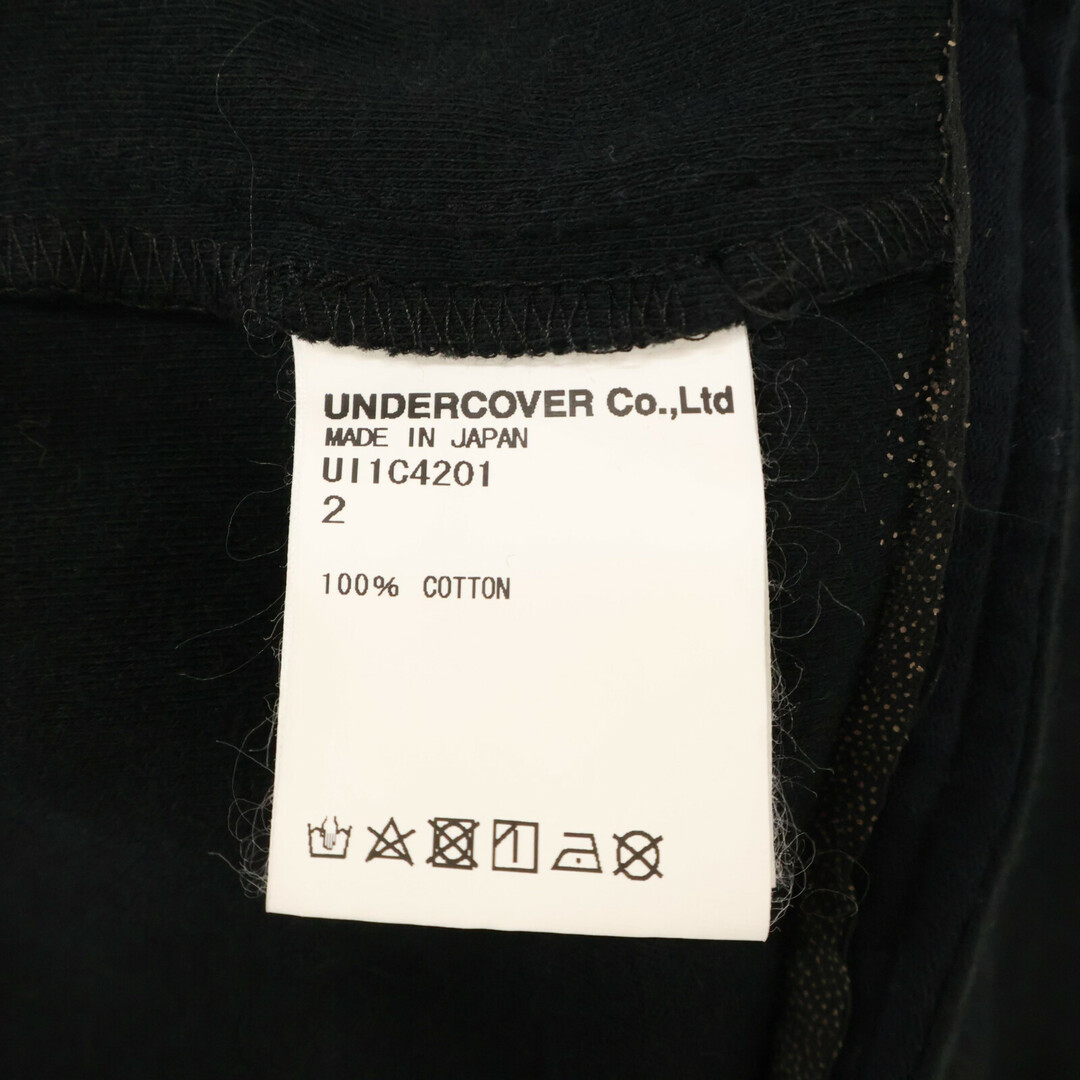 UNDERCOVER Co.,Ltd
MADE IN JAPAN
UI1C4201
2
100% COTTON